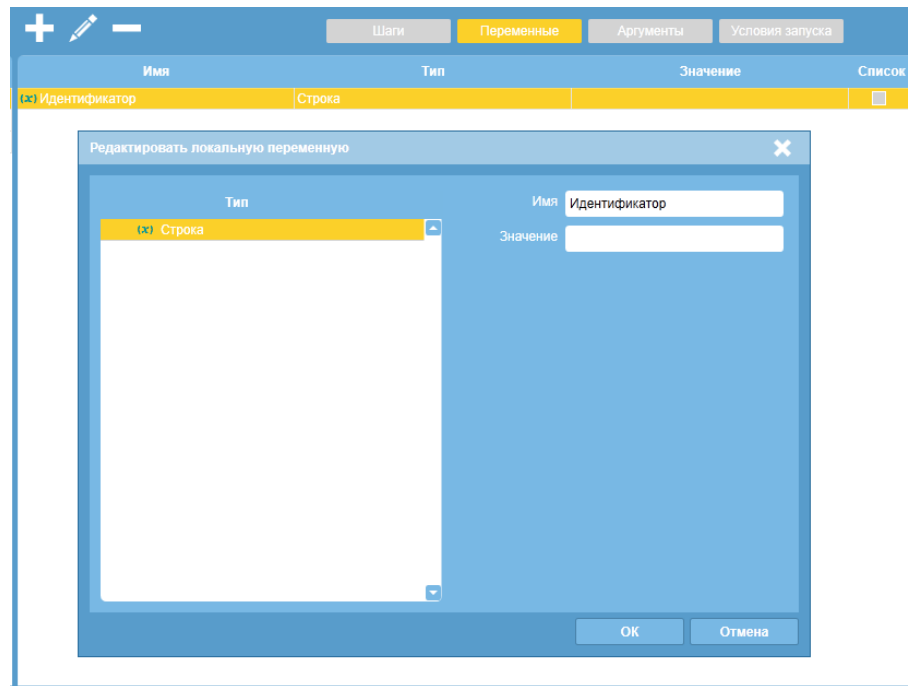 Шаги Переменные Аргументы Условия запуска
Имя Тип Значение Список
(x) Идентификатор Строка
Редактировать локальную переменную
Тип
Имя Идентификатор
(x) Строка
Значение
ОК Отмена